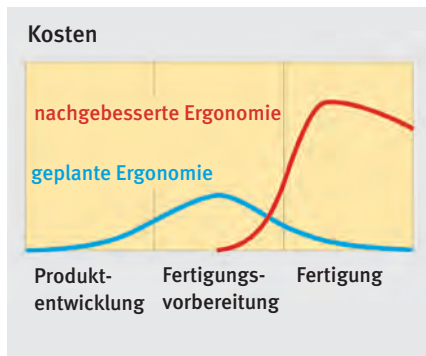 Kosten
nachgebesserte Ergonomie
geplante Ergonomie
Produkt-
entwicklung
Fertigungs-
vorbereitung
Fertigung